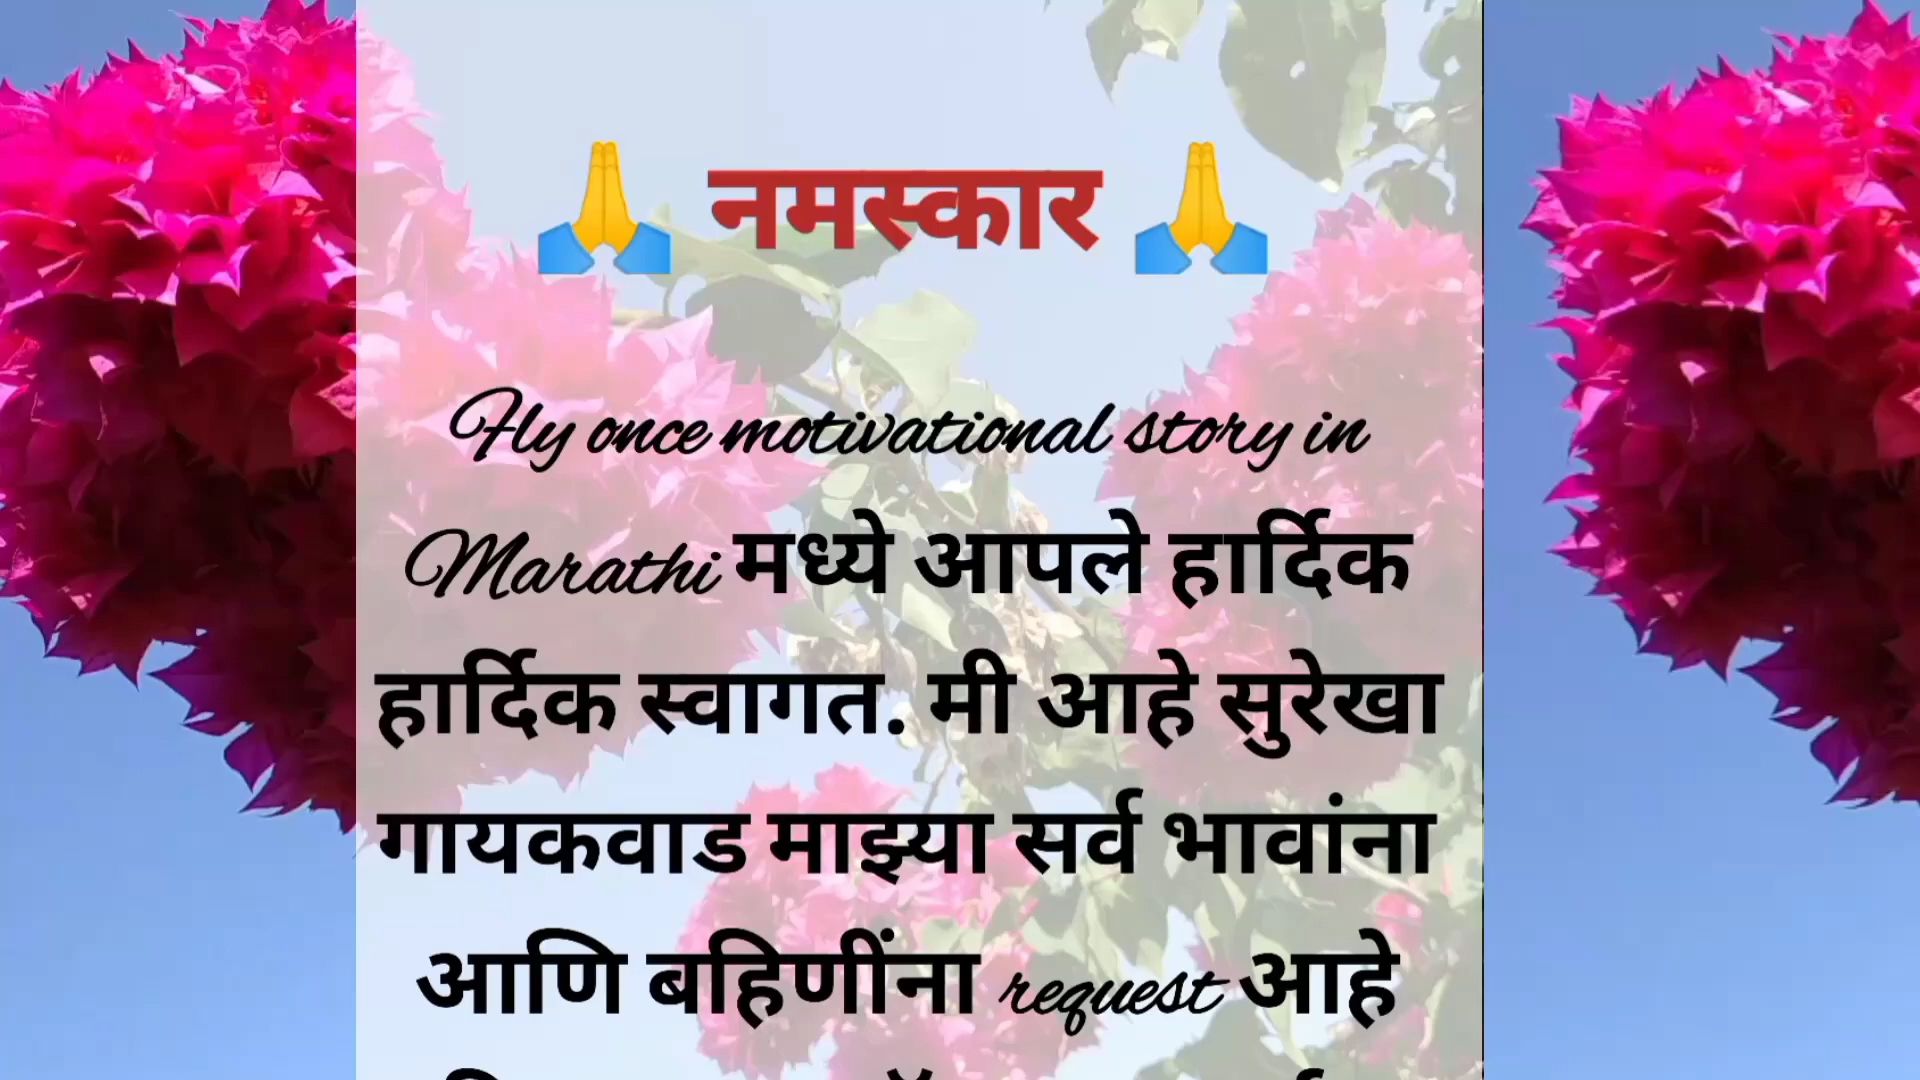 🙏 नमस्कार 🙏
Fly once motivational story in
Marathi मध्ये आपले हार्दिक
हार्दिक स्वागत. मी आहे सुरेखा
गायकवाड माझ्या सर्व भावांना
आणि बहिणींना request आहे